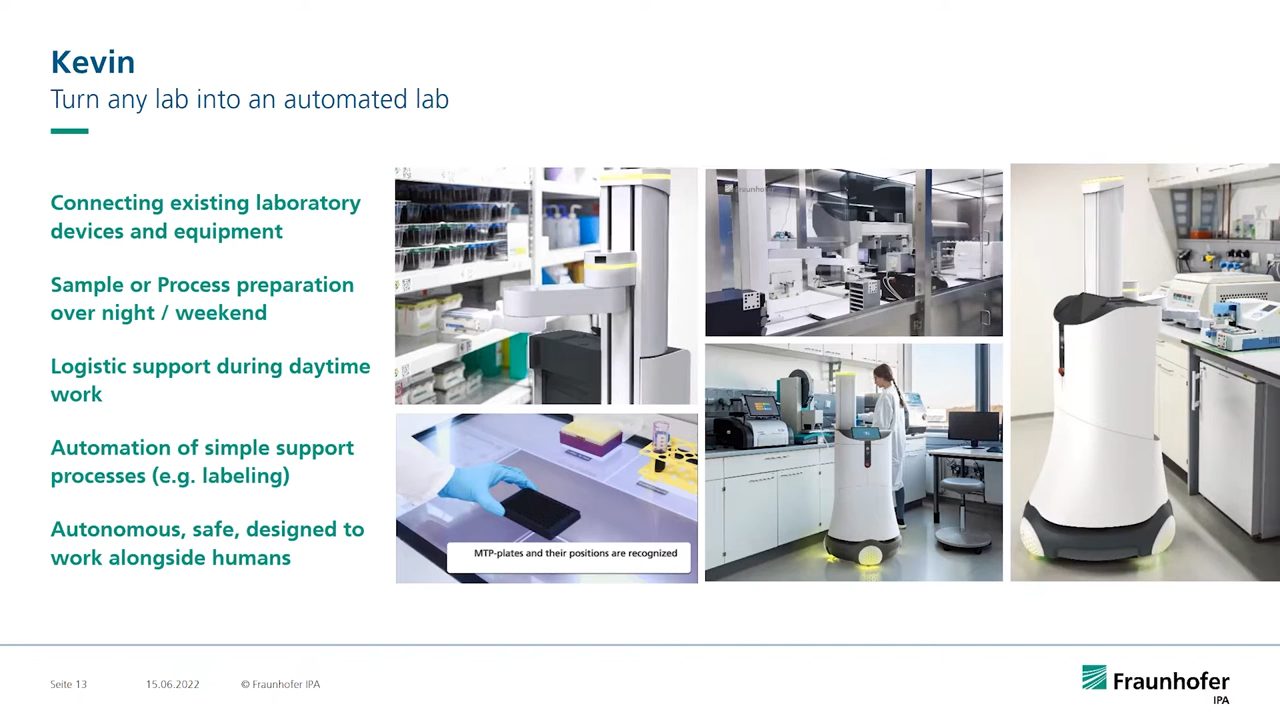 Kevin
Turn any lab into an automated lab
Connecting existing laboratory
devices and equipment
Sample or Process preparation
over night / weekend
Logistic support during daytime
work
Automation of simple support
processes (e.g. labeling)
Autonomous, safe, designed to
work alongside humans
Fraunhofer
MTP-plates and their positions are recognized
Seite 13
15.06.2022
© Fraunhofer IPA
Fraunhofer
IPA